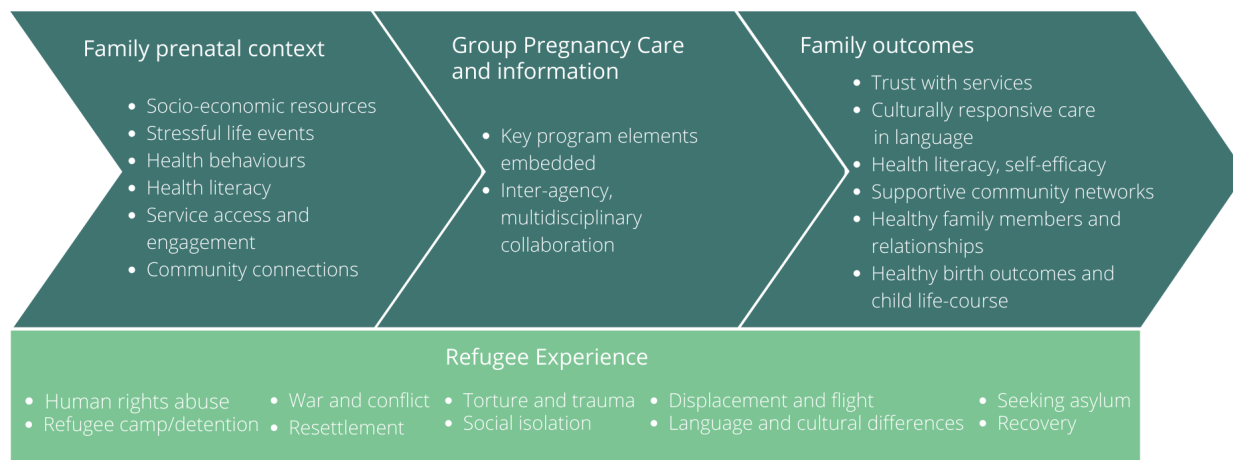 Family prenatal context
• Socio-economic resources
• Stressful life events
• Health behaviours
• Health literacy
• Service access and
engagement
• Community connections
Group Pregnancy Care
and information
• Key program elements
embedded
• Inter-agency,
multidisciplinary
collaboration
Family outcomes
• Trust with services
• Culturally responsive care
in language
• Health literacy, self-efficacy
• Supportive community networks
• Healthy family members and
relationships
• Healthy birth outcomes and
child life-course
Refugee Experience
• Human rights abuse
• Refugee camp/detention
• War and conflict
• Resettlement
• Torture and trauma
• Social isolation
• Displacement and flight
• Language and cultural differences
• Seeking asylum
• Recovery